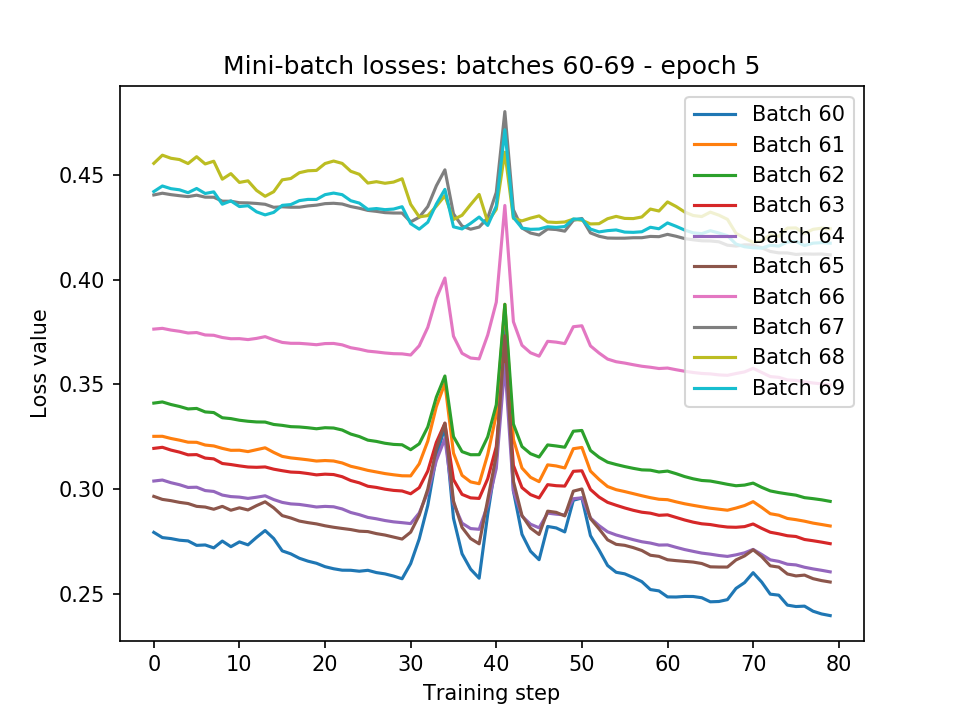 Mini-batch losses: batches 60-69 - epoch 5
Loss value
0.45
0.40
0.35
0.30
0.25
Batch 60
Batch 61
Batch 62
Batch 63
Batch 64
Batch 65
Batch 66
Batch 67
Batch 68
Batch 69
0 10 20 30 40 50 60 70 80
Training step